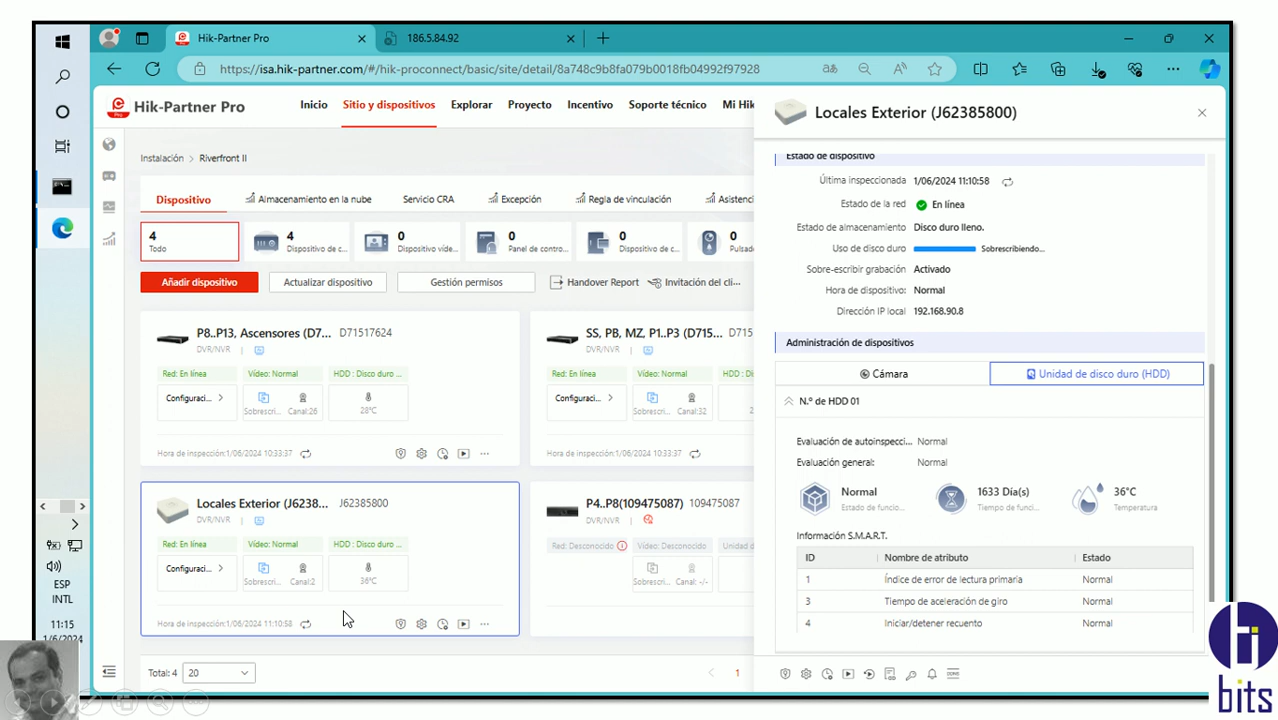 Hik-Partner Pro
186.5.84.92
https://isa.hik-partner.com/#/hik-proconnect/basic/site/detail/8a748c9b8fa079b0018fb04992f97928
Hik-Partner Pro
Inicio
Sitio y dispositivos
Explorar
Proyecto
Incentivo
Soporte técnico
Mi Hik
Instalación > Riverfront II
Dispositivo
Almacenamiento en la nube
Servicio CRA
Excepción
Regla de vinculación
Asistenci
4
Todo
4
Dispositivo de c...
0
Dispositivo víde...
0
Panel de contro...
0
Dispositivo de c...
0
Pulsad
Añadir dispositivo
Actualizar dispositivo
Gestión permisos
Handover Report
Invitación del cli...
P8..P13, Ascensores (D7... D71517624
DVR/NVR
Red: En línea
Vídeo: Normal
HDD : Disco duro ...
Configuraci...
Sobrescri...
Canal:26
28°C
Hora de inspección:1/06/2024 10:33:37
SS, PB, MZ, P1..P3 (D715... D715
DVR/NVR
Red: En línea
Vídeo: Normal
HDD : Di
Configuraci...
Sobrescri...
Canal:32
2
Hora de inspección:1/06/2024 10:33:37
Locales Exterior (J6238... J62385800
DVR/NVR
Red: En línea
Vídeo: Normal
HDD : Disco duro ...
Configuraci...
Sobrescri...
Canal:2
36°C
Hora de inspección:1/06/2024 11:10:58
P4..P8(109475087) 109475087
DVR/NVR
Red: Desconocido
Vídeo: Desconocido
Unidad d
Sobrescri...
Canal: -/-
Total: 4
20
1
Locales Exterior (J62385800)
Estado de dispositivo
Última inspeccionada 1/06/2024 11:10:58
Estado de la red En línea
Estado de almacenamiento Disco duro lleno.
Uso de disco duro Sobrescribiendo...
Sobre-escribir grabación Activado
Hora de dispositivo: Normal
Dirección IP local 192.168.90.8
Administración de dispositivos
Cámara
Unidad de disco duro (HDD)
N.º de HDD 01
Evaluación de autoinspecci... Normal
Evaluación general: Normal
Normal
Estado de funcio...
1633 Día(s)
Tiempo de funci...
36°C
Temperatura
Información S.M.A.R.T.
ID Nombre de atributo Estado
1 Índice de error de lectura primaria Normal
3 Tiempo de aceleración de giro Normal
4 Iniciar/detener recuento Normal
ESP
INTL
11:15
1/6/2024
hj
bits